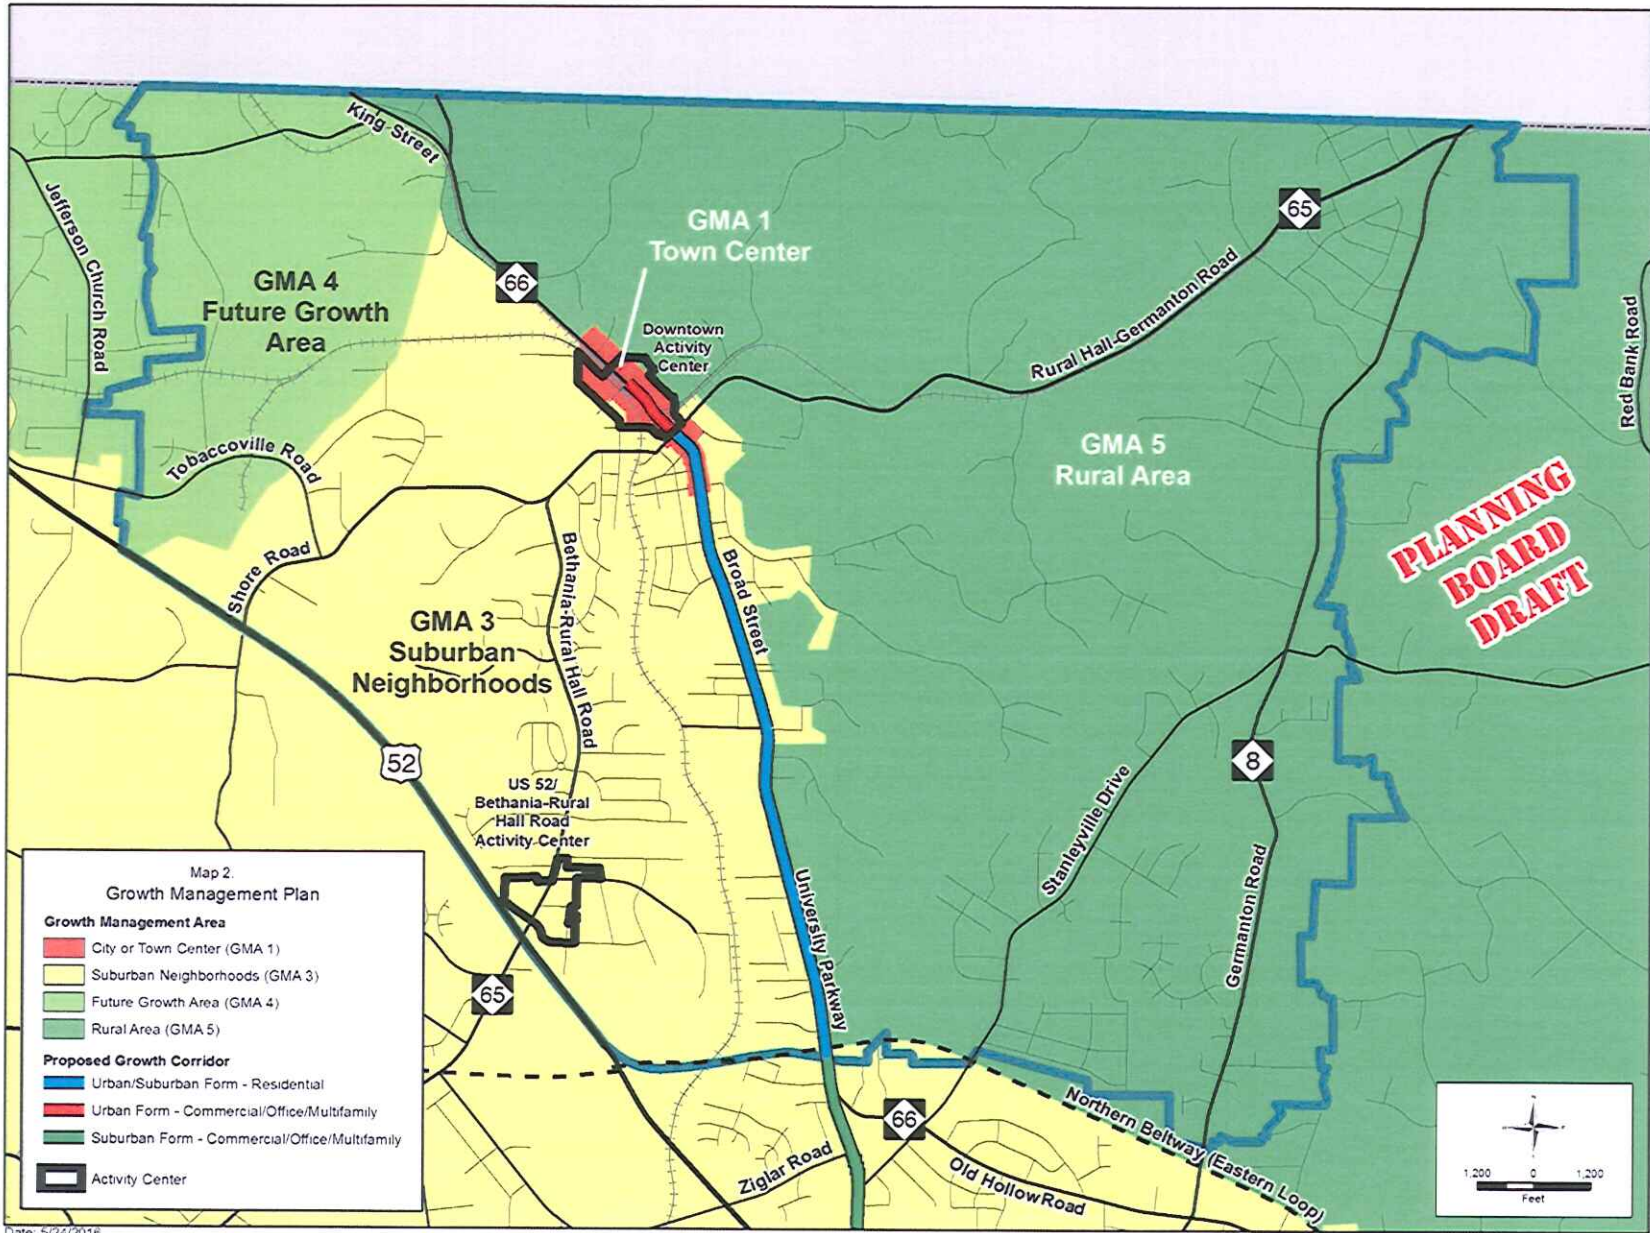 King Street
Jefferson Church Road
GMA 1
Town Center
65
66
GMA 4
Future Growth
Area
Rural Hall-Germanton Road
Red Bank Road
Downtown
Activity
Center
Tobaccoville Road
GMA 5
Rural Area
PLANNING
BOARD
DRAFT
Shore Road
Bethania-Rural Hall Road
Broad Street
GMA 3
Suburban
Neighborhoods
52
8
US 52/
Bethania-Rural
Hall Road
Activity Center
Stanleyville Drive
University Parkway
Germanton Road
65
Northern Beltway (Eastern Loop)
66
Ziglar Road
Old Hollow Road
Map 2.
Growth Management Plan
Growth Management Area
City or Town Center (GMA 1)
Suburban Neighborhoods (GMA 3)
Future Growth Area (GMA 4)
Rural Area (GMA 5)
Proposed Growth Corridor
Urban/Suburban Form - Residential
Urban Form - Commercial/Office/Multifamily
Suburban Form - Commercial/Office/Multifamily
Activity Center
1,200 0 1,200
Feet
Date: 5/24/2016